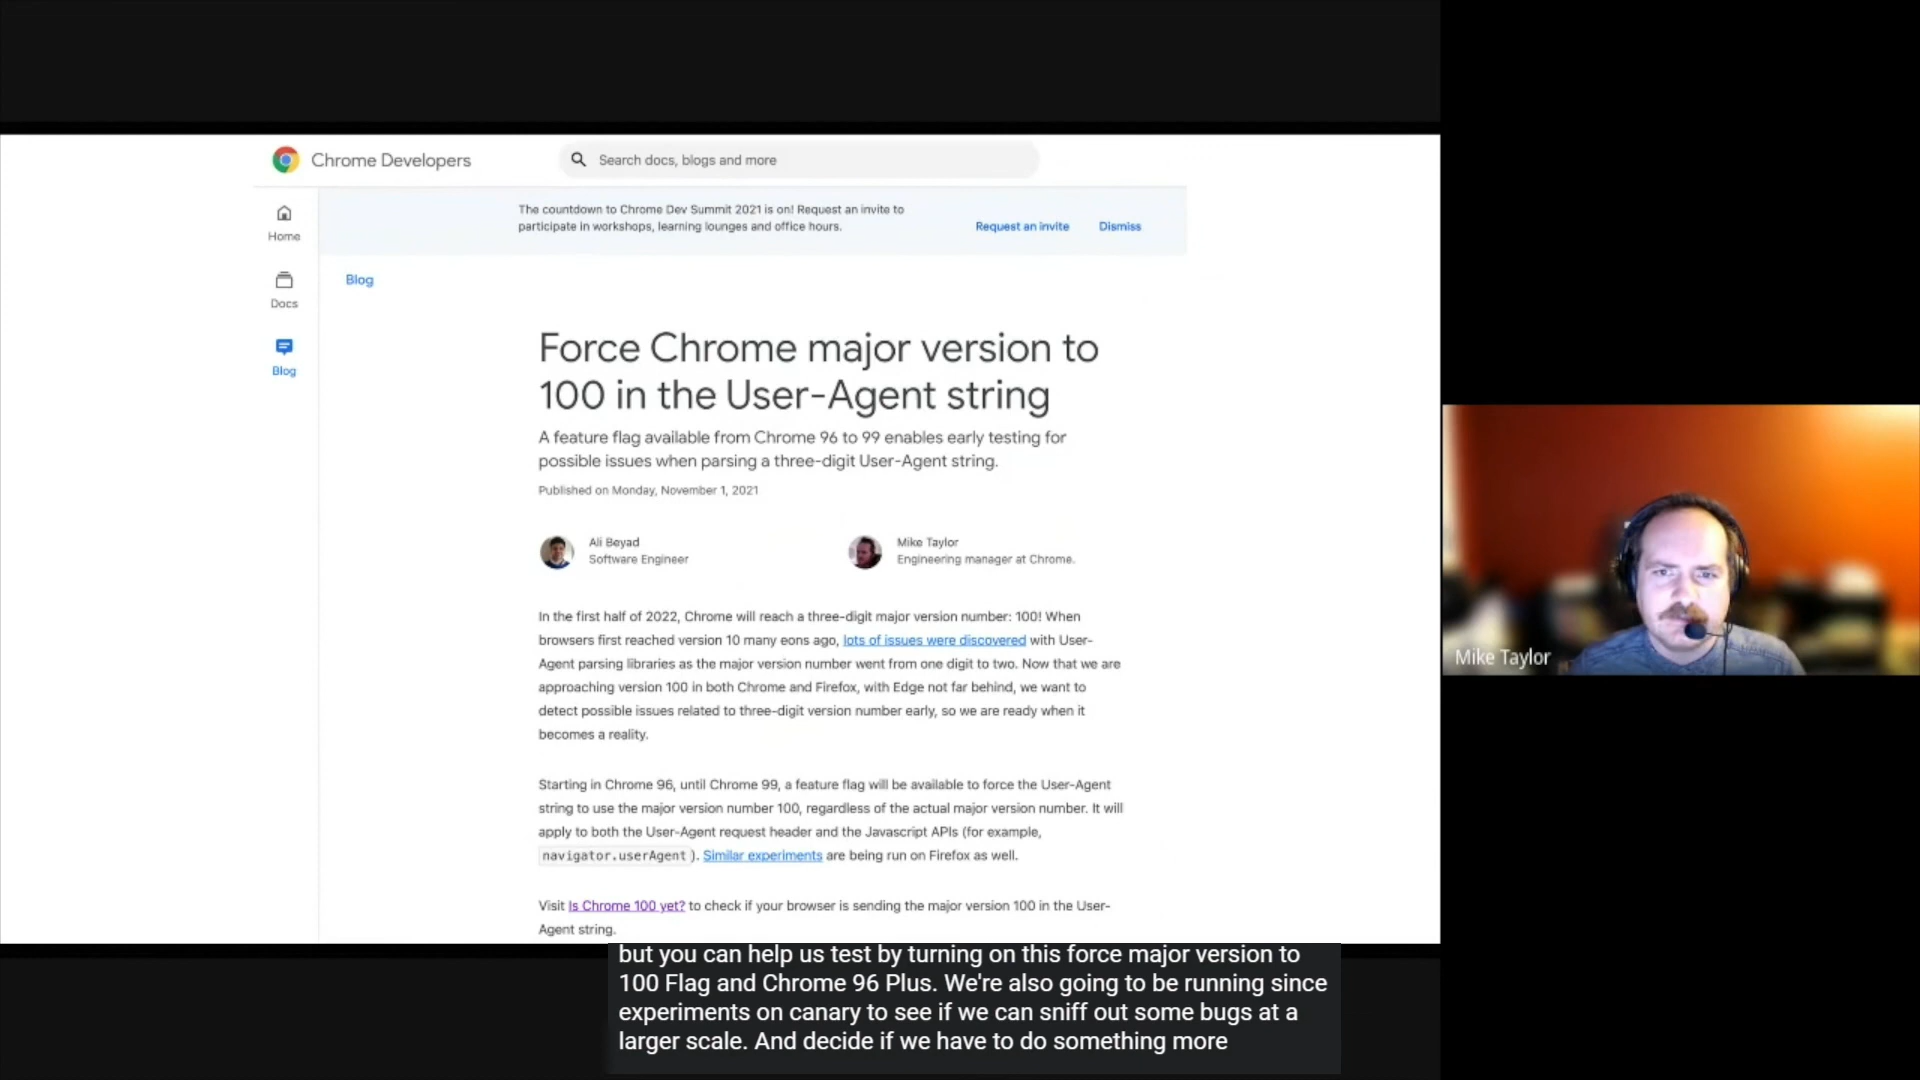 Chrome Developers
Search docs, blogs and more
The countdown to Chrome Dev Summit 2021 is on! Request an invite to
participate in workshops, learning lounges and office hours.
Request an invite
Dismiss
Home
Docs
Blog
Blog
Force Chrome major version to
100 in the User-Agent string
A feature flag available from Chrome 96 to 99 enables early testing for
possible issues when parsing a three-digit User-Agent string.
Published on Monday, November 1, 2021
Ali Beyad
Software Engineer
Mike Taylor
Engineering manager at Chrome.
In the first half of 2022, Chrome will reach a three-digit major version number: 100! When
browsers first reached version 10 many eons ago, lots of issues were discovered with User-
Agent parsing libraries as the major version number went from one digit to two. Now that we are
approaching version 100 in both Chrome and Firefox, with Edge not far behind, we want to
detect possible issues related to three-digit version number early, so we are ready when it
becomes a reality.
Starting in Chrome 96, until Chrome 99, a feature flag will be available to force the User-Agent
string to use the major version number 100, regardless of the actual major version number. It will
apply to both the User-Agent request header and the Javascript APIs (for example,
navigator.userAgent). Similar experiments are being run on Firefox as well.
Visit Is Chrome 100 yet? to check if your browser is sending the major version 100 in the User-
Agent string.
Mike Taylor
but you can help us test by turning on this force major version to
100 Flag and Chrome 96 Plus. We're also going to be running since
experiments on canary to see if we can sniff out some bugs at a
larger scale. And decide if we have to do something more